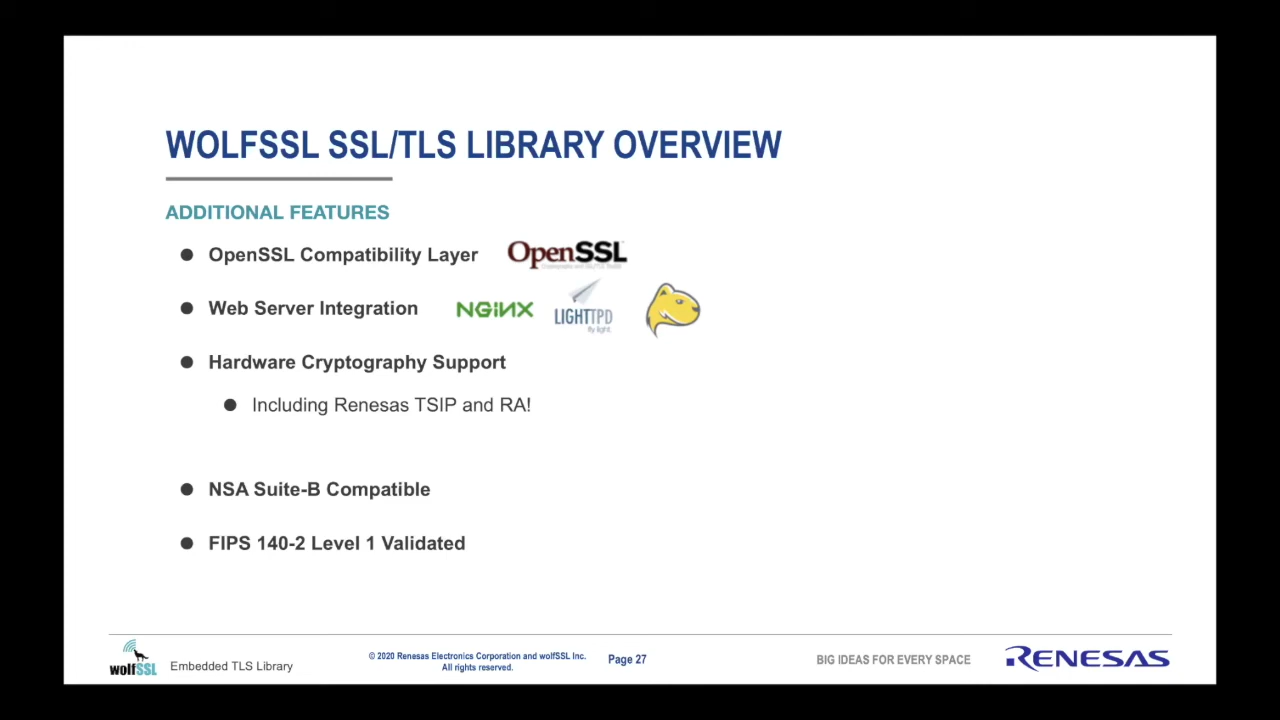 WOLFSSL SSL/TLS LIBRARY OVERVIEW
ADDITIONAL FEATURES
● OpenSSL Compatibility Layer OpenSSL
● Web Server Integration NGINX LIGHTTPD
fly light.
● Hardware Cryptography Support
● Including Renesas TSIP and RA!
● NSA Suite-B Compatible
● FIPS 140-2 Level 1 Validated
wolfSSL Embedded TLS Library
© 2020 Renesas Electronics Corporation and wolfSSL Inc.
All rights reserved.
Page 27
BIG IDEAS FOR EVERY SPACE
RENESAS